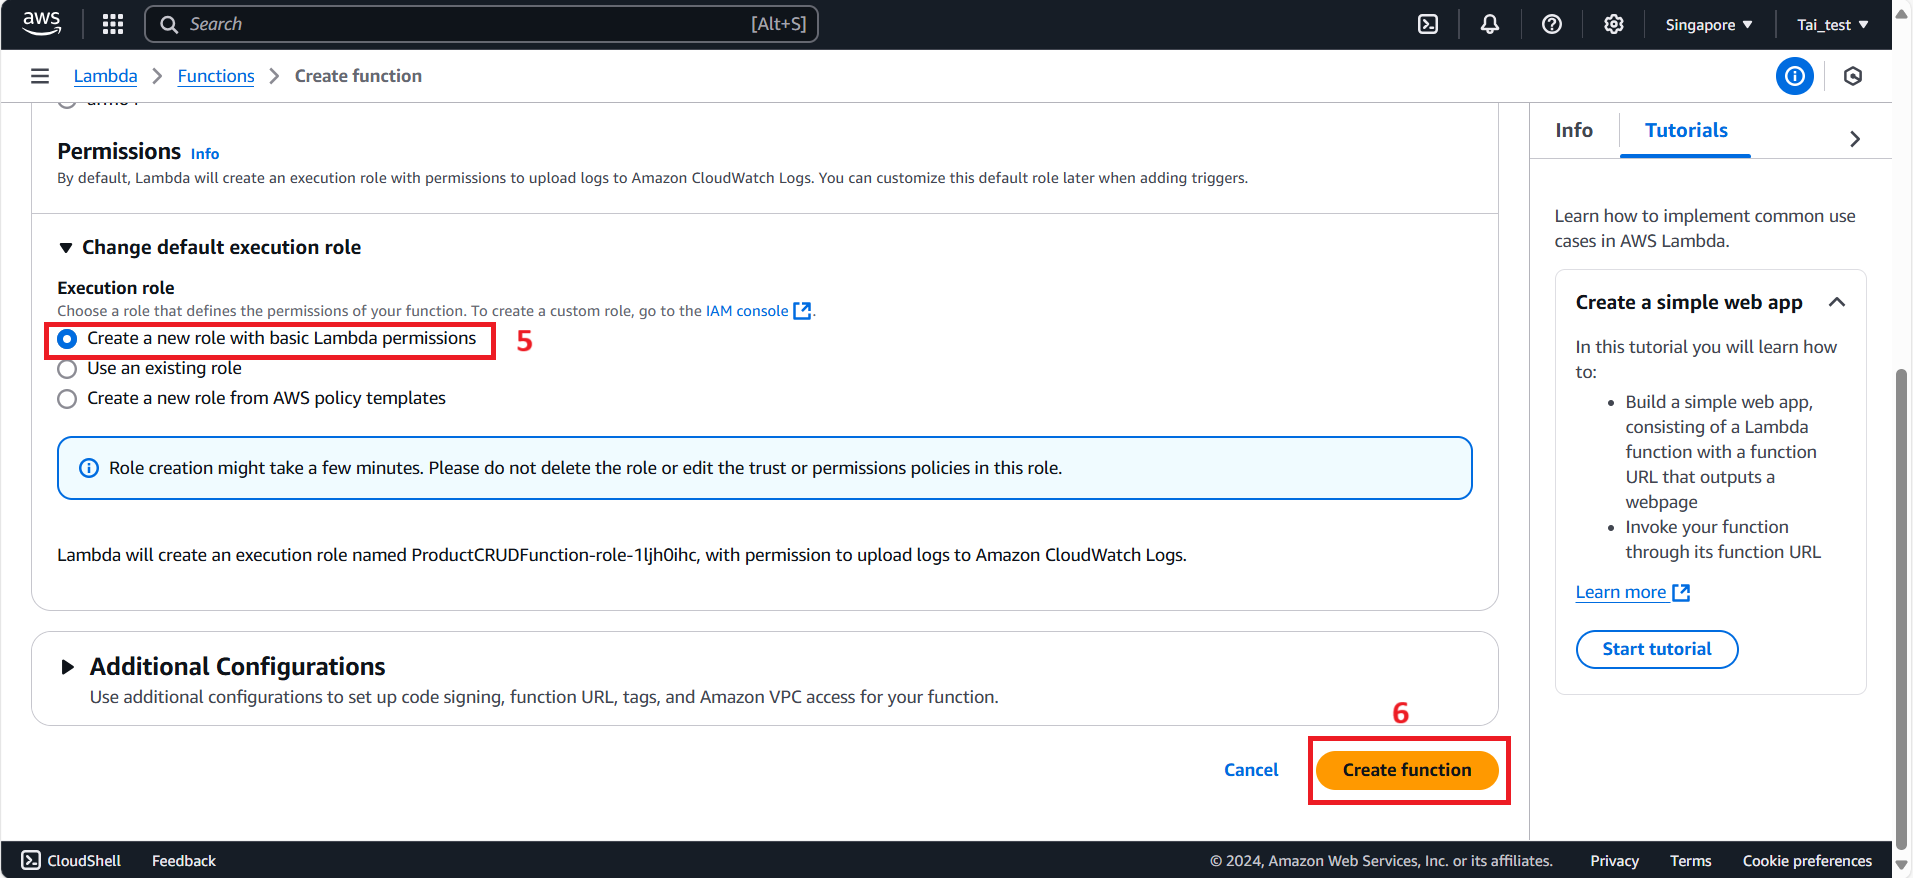 aws
Search [Alt+S]
Singapore
Tai_test
Lambda
Functions
Create function
Permissions Info
By default, Lambda will create an execution role with permissions to upload logs to Amazon CloudWatch Logs. You can customize this default role later when adding triggers.
Change default execution role
Execution role
Choose a role that defines the permissions of your function. To create a custom role, go to the IAM console.
Create a new role with basic Lambda permissions 5
Use an existing role
Create a new role from AWS policy templates
Role creation might take a few minutes. Please do not delete the role or edit the trust or permissions policies in this role.
Lambda will create an execution role named ProductCRUDFunction-role-1ljh0ihc, with permission to upload logs to Amazon CloudWatch Logs.
Additional Configurations
Use additional configurations to set up code signing, function URL, tags, and Amazon VPC access for your function.
6
Cancel
Create function
Info
Tutorials
Learn how to implement common use
cases in AWS Lambda.
Create a simple web app
In this tutorial you will learn how
to:
• Build a simple web app,
consisting of a Lambda
function with a function
URL that outputs a
webpage
• Invoke your function
through its function URL
Learn more
Start tutorial
CloudShell
Feedback
© 2024, Amazon Web Services, Inc. or its affiliates.
Privacy
Terms
Cookie preferences